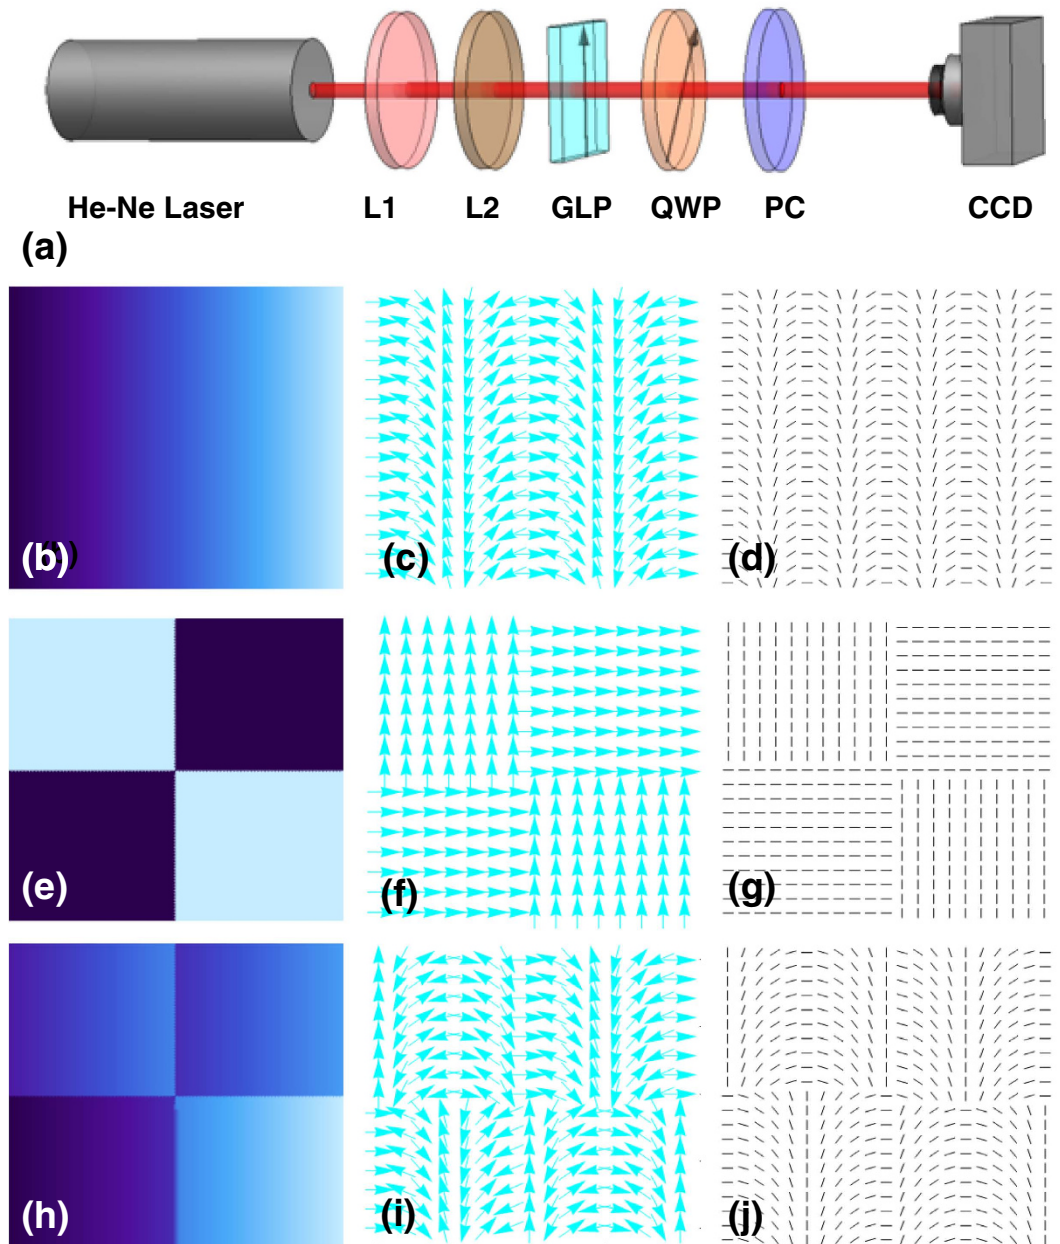 He-Ne Laser L1 L2 GLP QWP PC CCD
(a)
(b)
(c)
(d)
(e)
(f)
(g)
(h)
(i)
(j)